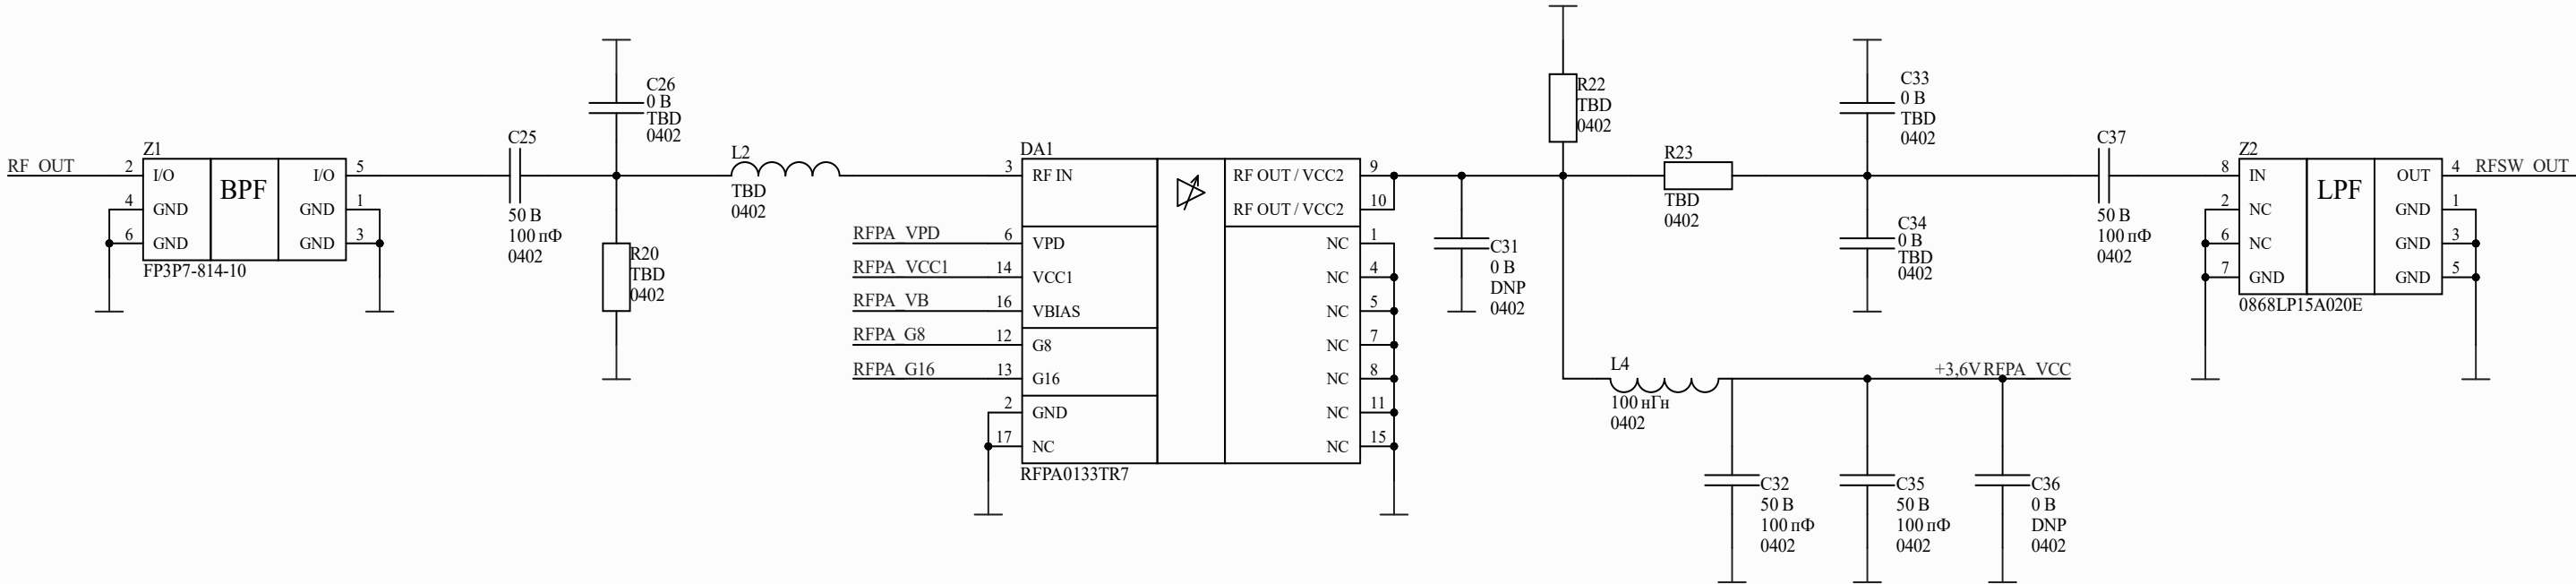 RF_OUT
Z1
2
I/O
4
GND
6
GND
BPF
I/O
5
GND
1
GND
3
FP3P7-814-10
C25
50 В
100 пФ
0402
C26
0 В
TBD
0402
R20
TBD
0402
L2
TBD
0402
DA1
3
RF IN
RFPA_VPD
6
VPD
RFPA_VCC1
14
VCC1
RFPA_VB
16
VBIAS
RFPA_G8
12
G8
RFPA_G16
13
G16
2
GND
17
NC
RF OUT / VCC2
9
RF OUT / VCC2
10
NC
1
NC
4
NC
5
NC
7
NC
8
NC
11
NC
15
RFPA0133TR7
C31
0 В
DNP
0402
R22
TBD
0402
R23
TBD
0402
C33
0 В
TBD
0402
C34
0 В
TBD
0402
L4
100 нГн
0402
+3,6V RFPA_VCC
C32
50 В
100 пФ
0402
C35
50 В
100 пФ
0402
C36
0 В
DNP
0402
C37
50 В
100 пФ
0402
Z2
8
IN
2
NC
6
NC
7
GND
LPF
OUT
4
RFSW_OUT
GND
1
GND
3
GND
5
0868LP15A020E